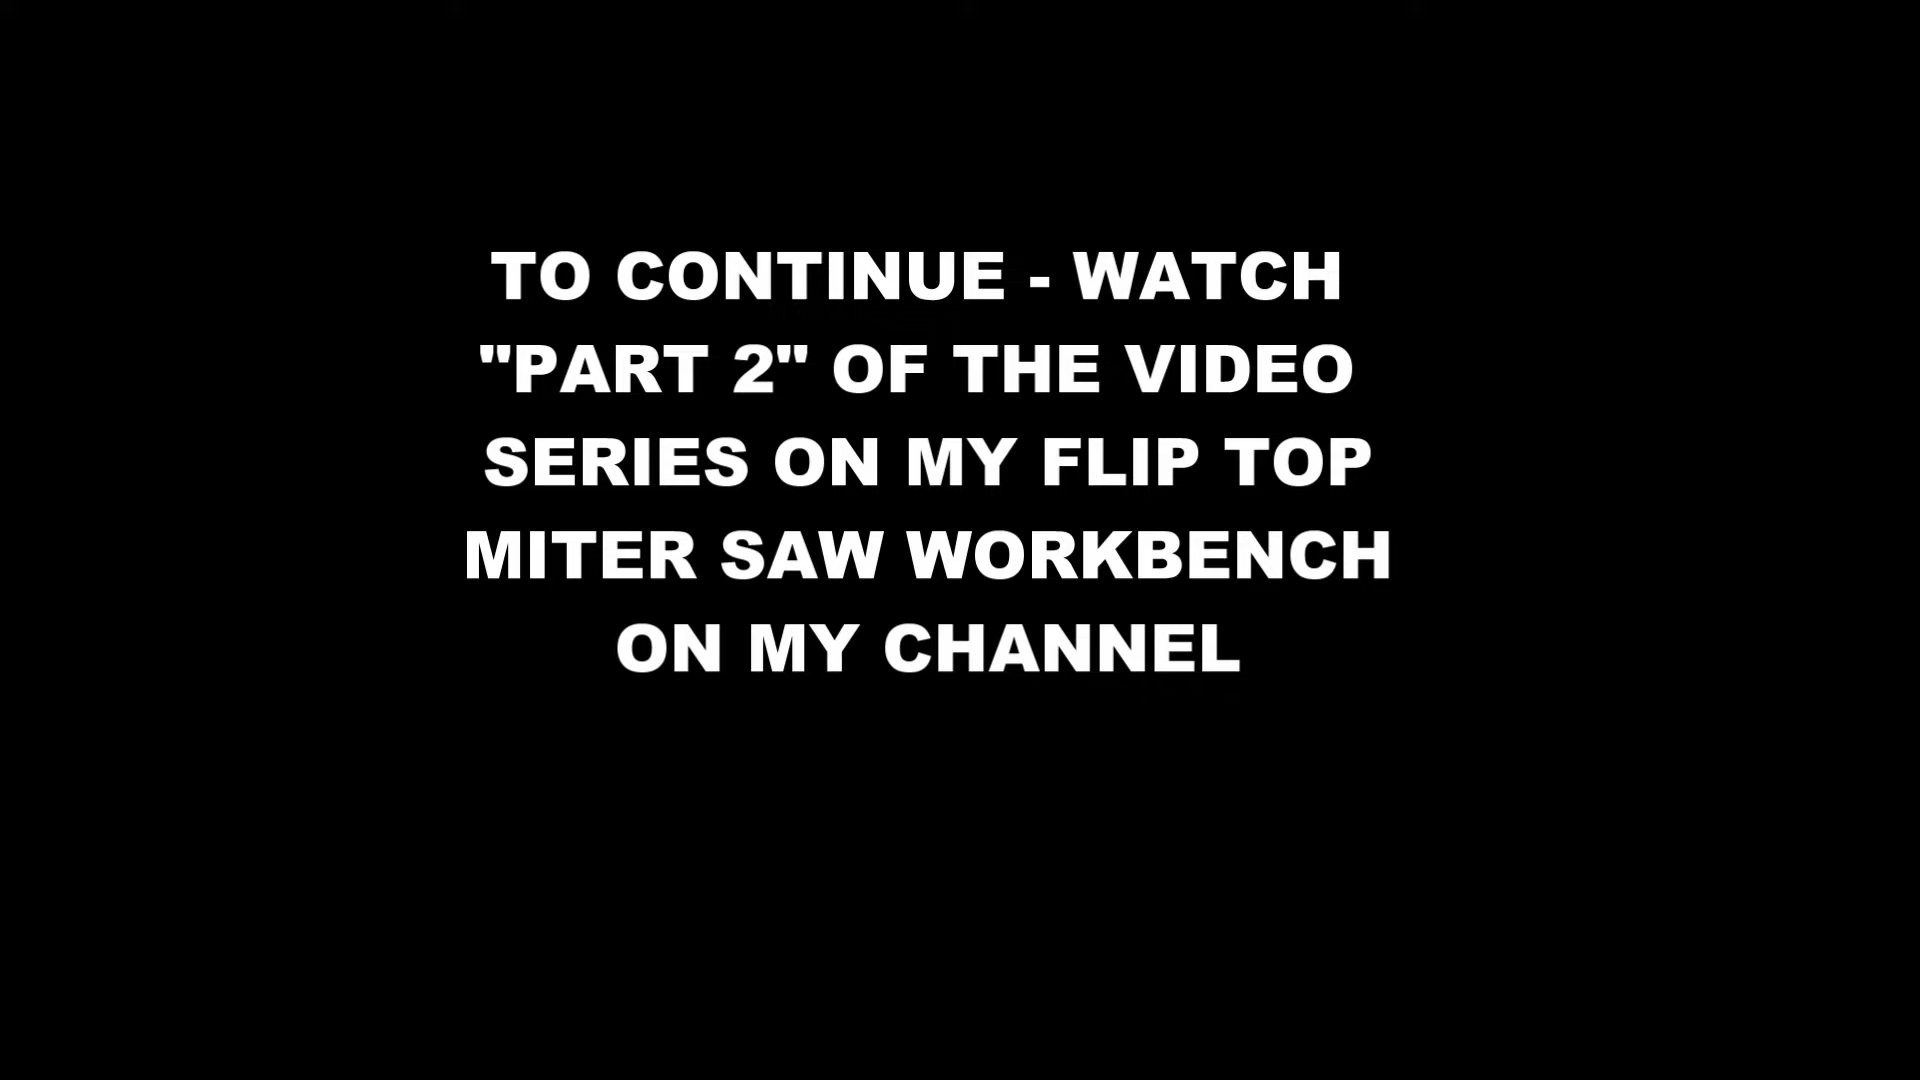 TO CONTINUE - WATCH
"PART 2" OF THE VIDEO
SERIES ON MY FLIP TOP
MITER SAW WORKBENCH
ON MY CHANNEL